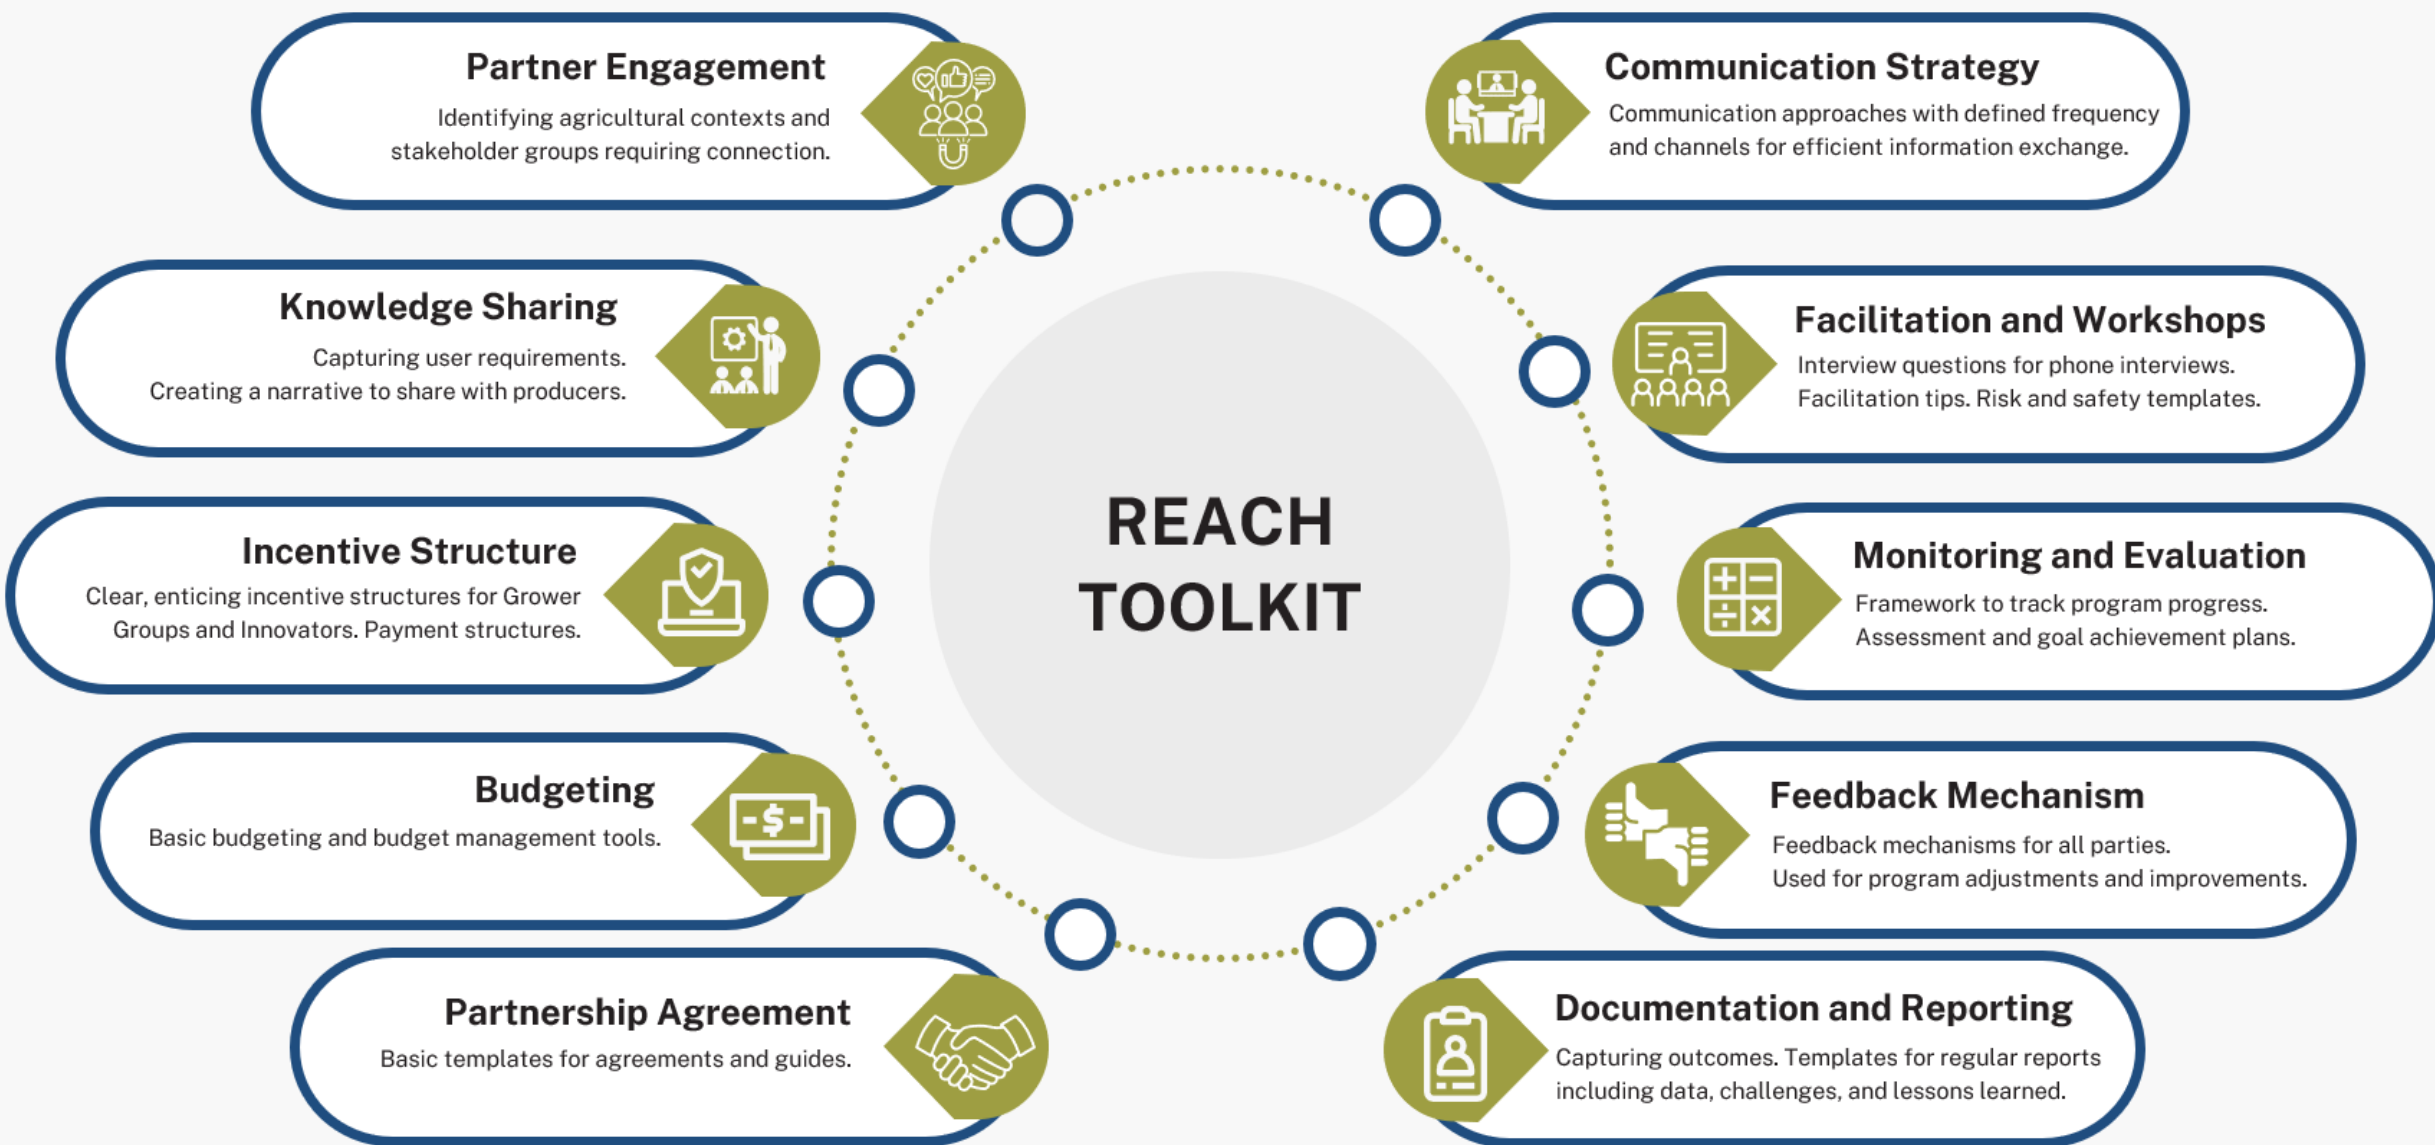 Partner Engagement
Identifying agricultural contexts and
stakeholder groups requiring connection.
Knowledge Sharing
Capturing user requirements.
Creating a narrative to share with producers.
Incentive Structure
Clear, enticing incentive structures for Grower
Groups and Innovators. Payment structures.
Budgeting
Basic budgeting and budget management tools.
Partnership Agreement
Basic templates for agreements and guides.
REACH
TOOLKIT
Communication Strategy
Communication approaches with defined frequency
and channels for efficient information exchange.
Facilitation and Workshops
Interview questions for phone interviews.
Facilitation tips. Risk and safety templates.
Monitoring and Evaluation
Framework to track program progress.
Assessment and goal achievement plans.
Feedback Mechanism
Feedback mechanisms for all parties.
Used for program adjustments and improvements.
Documentation and Reporting
Capturing outcomes. Templates for regular reports
including data, challenges, and lessons learned.